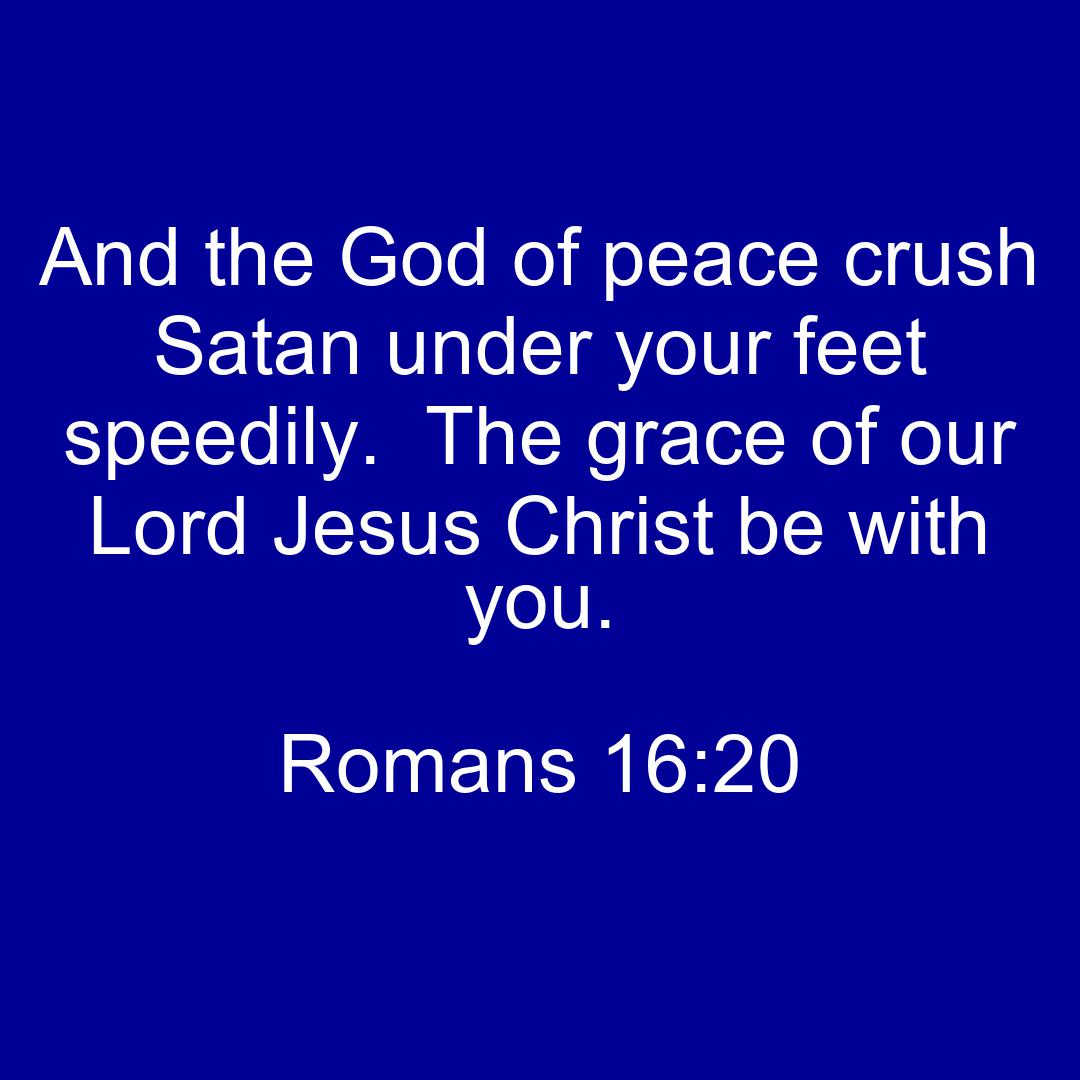 And the God of peace crush
Satan under your feet
speedily.  The grace of our
Lord Jesus Christ be with
you.
Romans 16:20